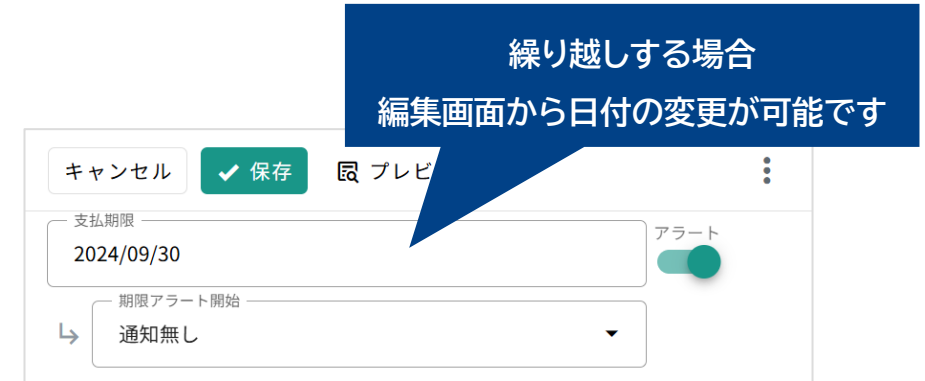 繰り越しする場合
編集画面から日付の変更が可能です
キャンセル
保存
プレビ
支払期限
2024/09/30
アラート
期限アラート開始
通知無し